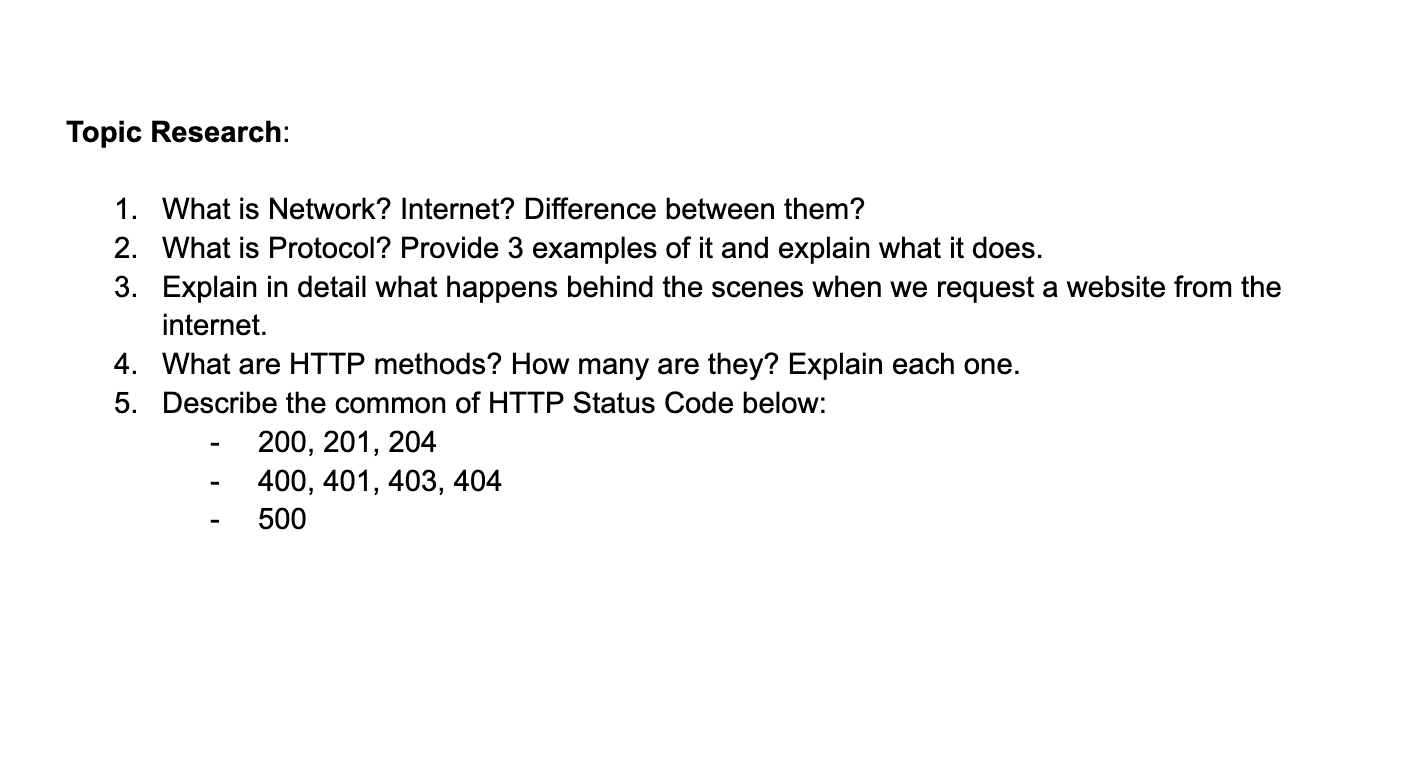 Topic Research:
1. What is Network? Internet? Difference between them?
2. What is Protocol? Provide 3 examples of it and explain what it does.
3. Explain in detail what happens behind the scenes when we request a website from the
internet.
4. What are HTTP methods? How many are they? Explain each one.
5. Describe the common of HTTP Status Code below:
- 200, 201, 204
- 400, 401, 403, 404
- 500